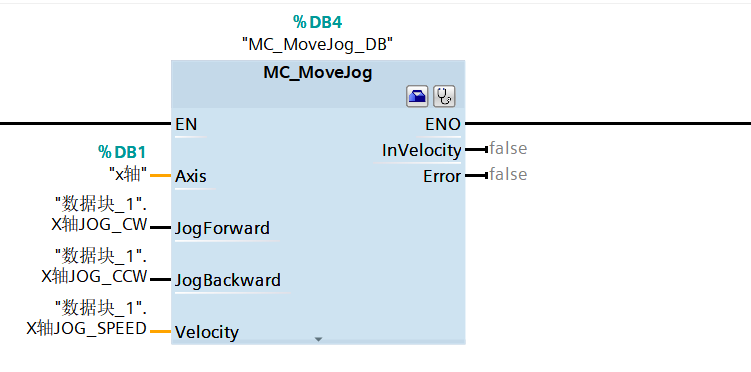 %DB4
"MC_MoveJog_DB"
MC_MoveJog
EN
ENO
InVelocity
false
%DB1
"x轴"
Axis
Error
false
"数据块_1".
X轴JOG_CW
JogForward
"数据块_1".
X轴JOG_CCW
JogBackward
"数据块_1".
X轴JOG_SPEED
Velocity